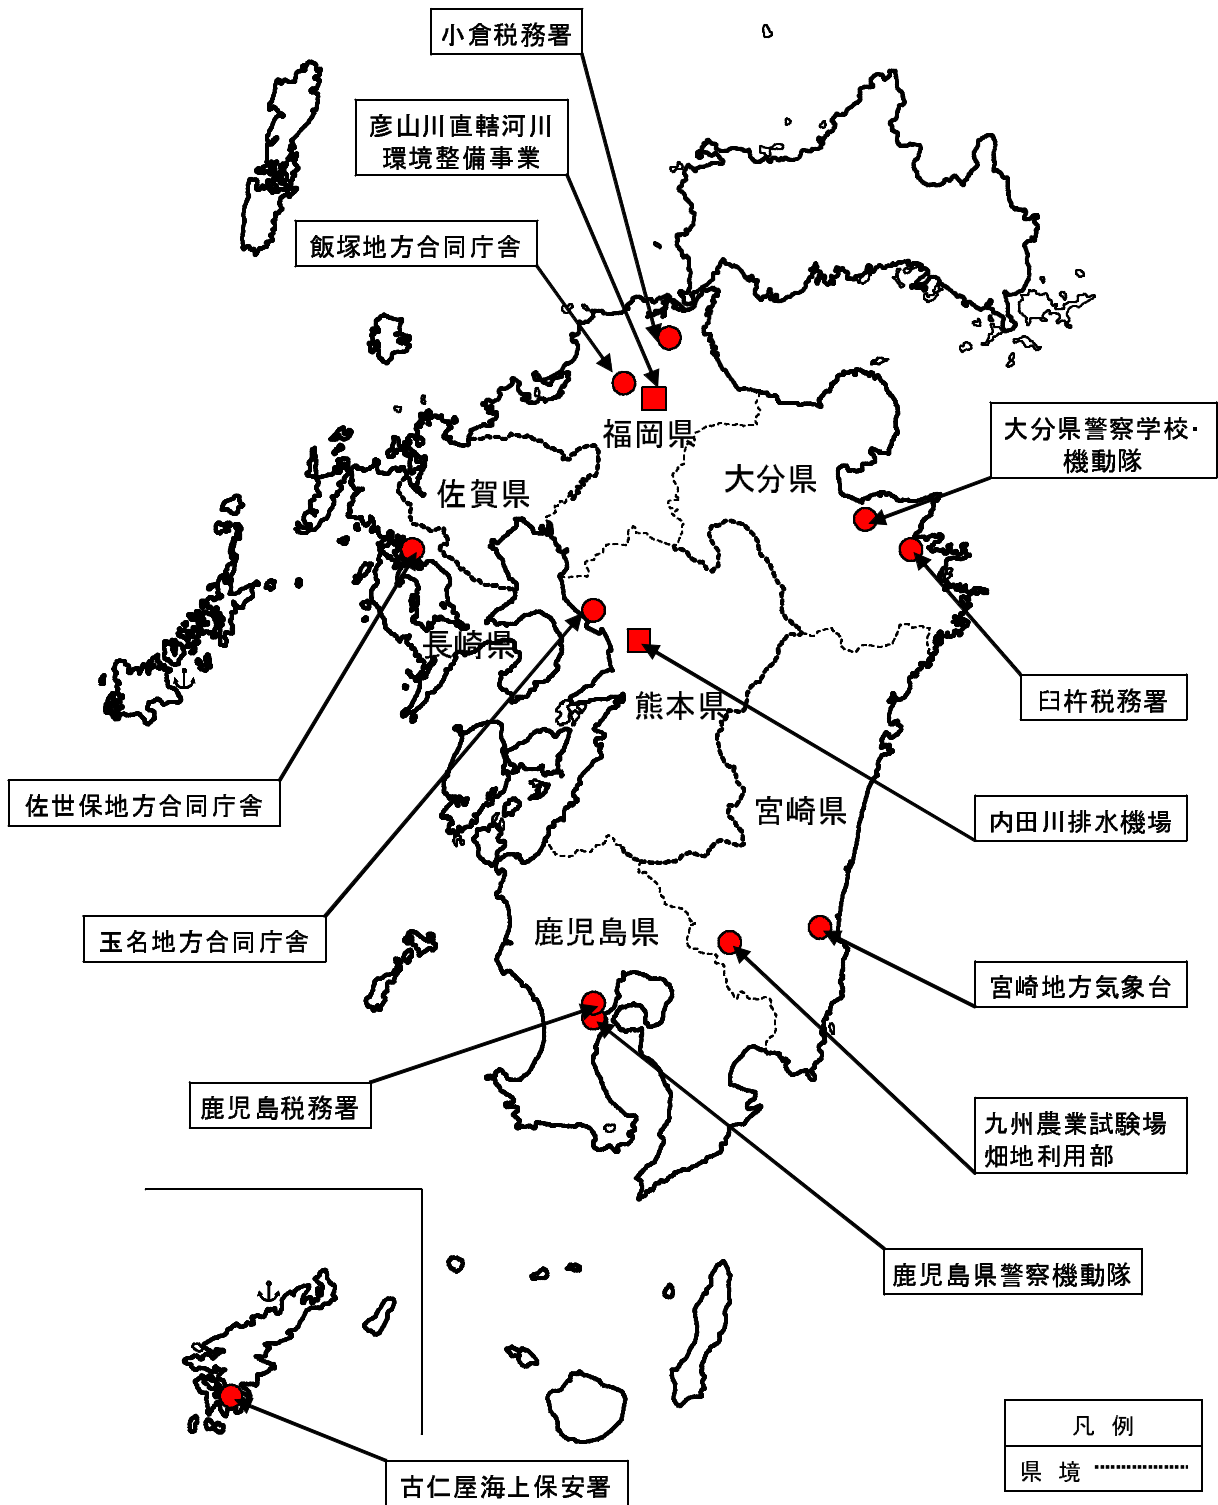 小倉税務署
彦山川直轄河川
環境整備事業
飯塚地方合同庁舎
大分県警察学校・
機動隊
福岡県
大分県
佐賀県
長崎県
臼杵税務署
熊本県
佐世保地方合同庁舎
宮崎県
内田川排水機場
玉名地方合同庁舎
鹿児島県
宮崎地方気象台
鹿児島税務署
九州農業試験場
畑地利用部
鹿児島県警察機動隊
古仁屋海上保安署
凡 例
県 境